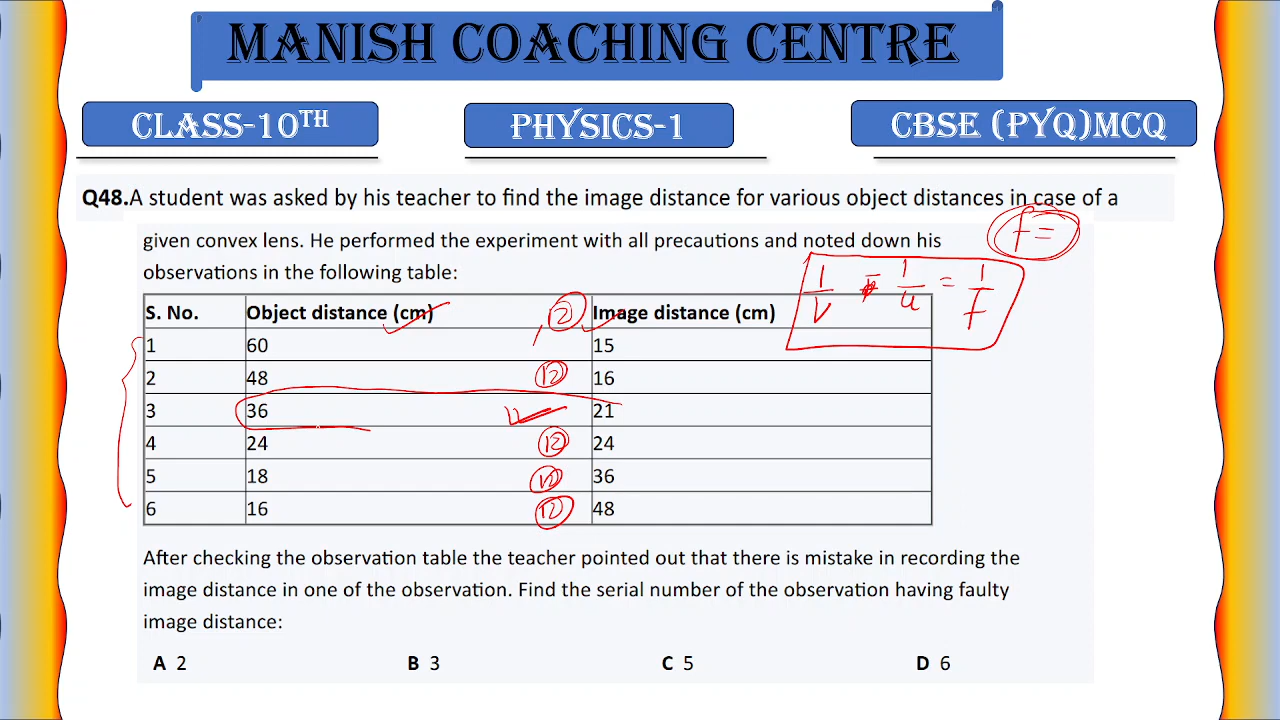 MANISH COACHING CENTRE
CLASS-10TH
PHYSICS-1
CBSE (PYQ)MCQ
Q48.A student was asked by his teacher to find the image distance for various object distances in case of a
given convex lens. He performed the experiment with all precautions and noted down his
observations in the following table:
f =
1/v - 1/u = 1/f
S. No. Object distance (cm) Image distance (cm)
1 60 15
2 48 12 16
3 36 21
4 24 12 24
5 18 12 36
6 16 12 48
After checking the observation table the teacher pointed out that there is mistake in recording the
image distance in one of the observation. Find the serial number of the observation having faulty
image distance:
A 2
B 3
C 5
D 6